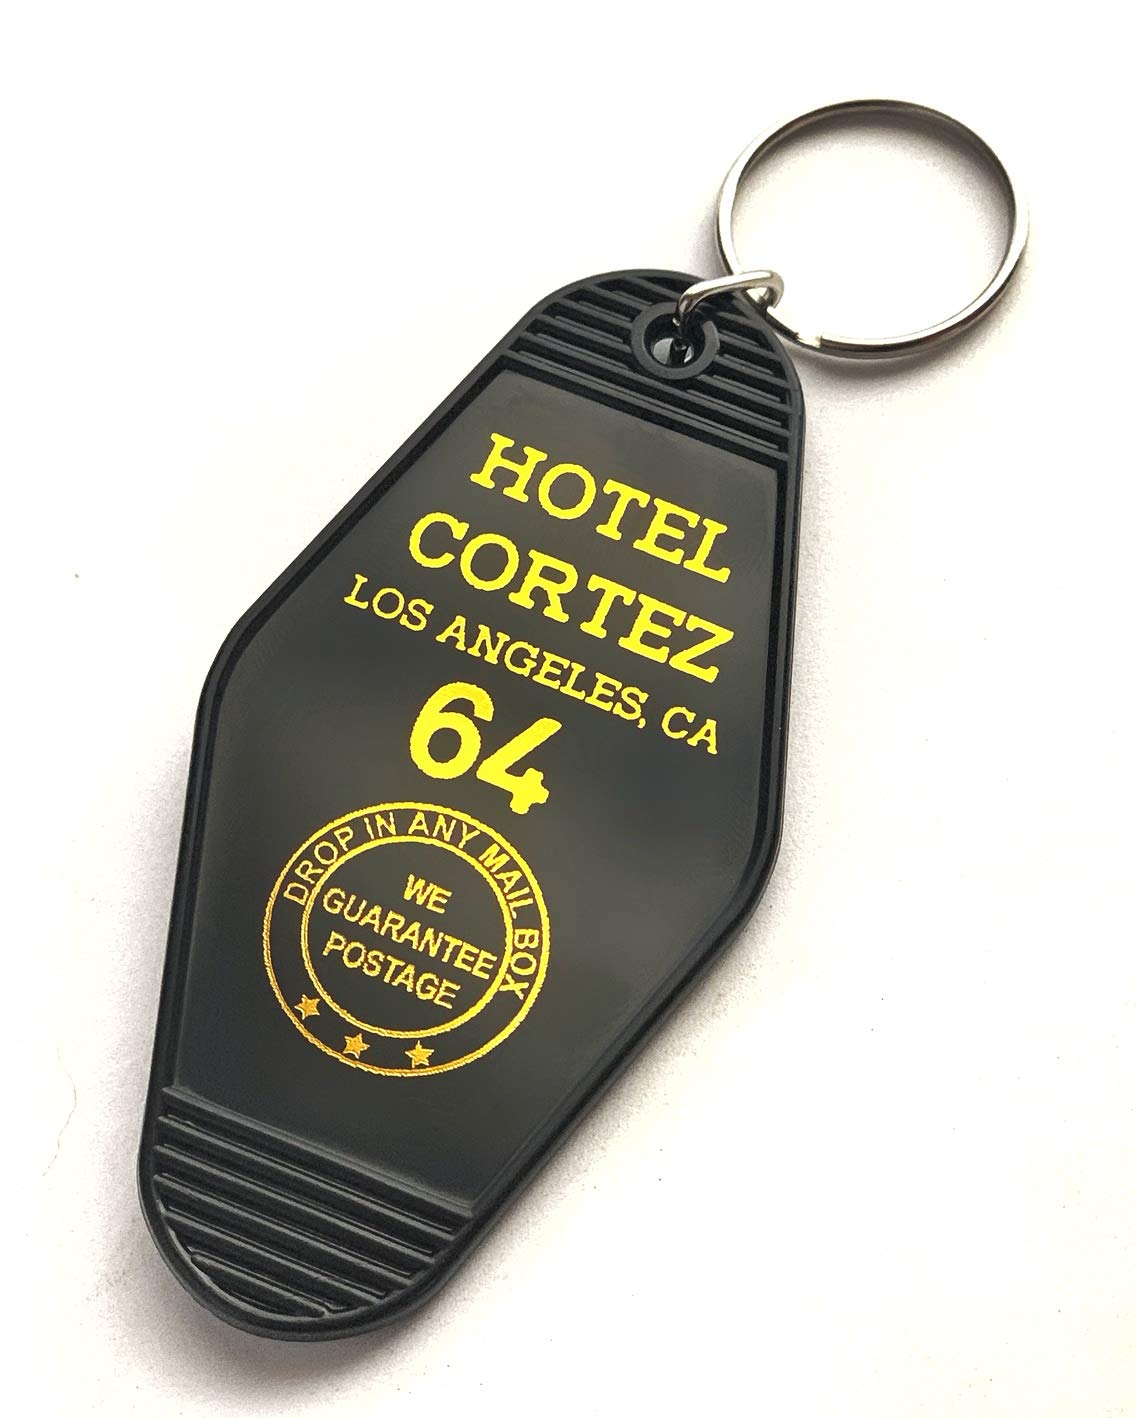 HOTEL
CORTEZ
LOS ANGELES, CA
64
DROP IN ANY MAIL BOX
WE
GUARANTEE
POSTAGE